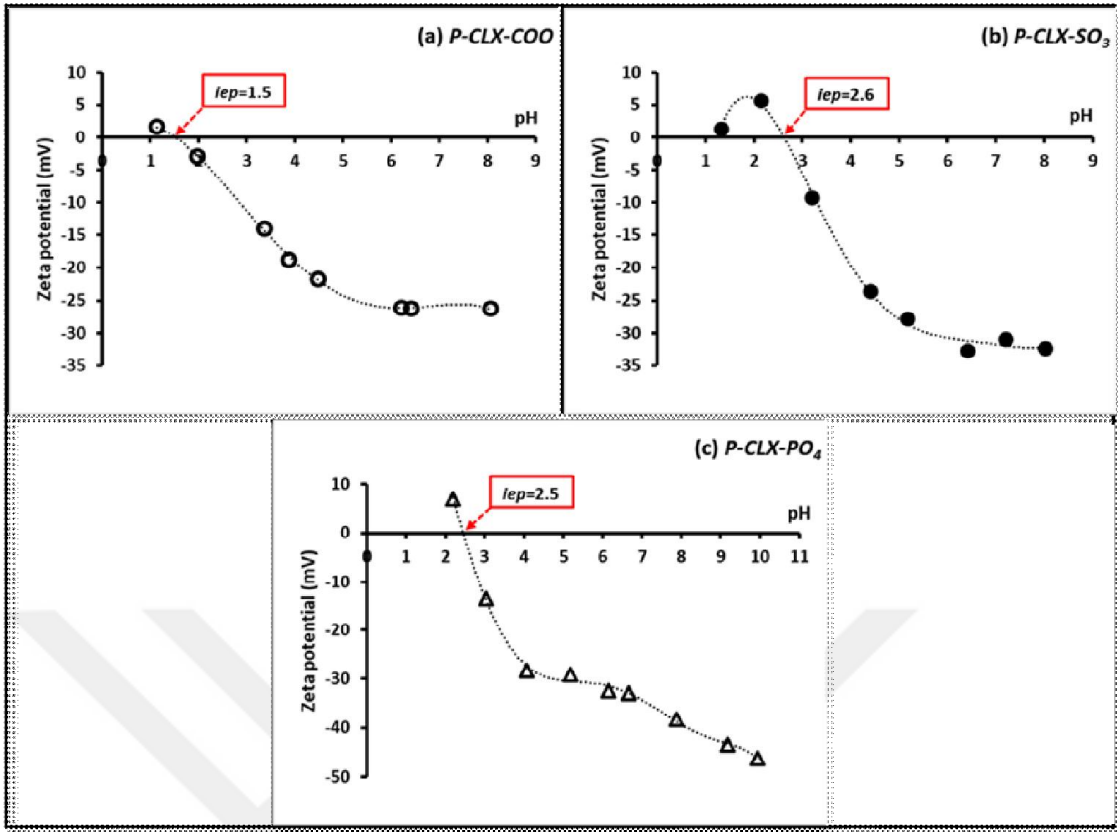 (a) P-CLX-COO
iep=1.5
pH
Zeta potential (mV)
10
5
0
-5
-10
-15
-20
-25
-30
-35
0 1 2 3 4 5 6 7 8 9
(b) P-CLX-SO₃
iep=2.6
pH
Zeta potential (mV)
10
5
0
-5
-10
-15
-20
-25
-30
-35
0 1 2 3 4 5 6 7 8 9
(c) P-CLX-PO₄
iep=2.5
pH
Zeta potential (mV)
10
0
-10
-20
-30
-40
-50
0 1 2 3 4 5 6 7 8 9 10 11